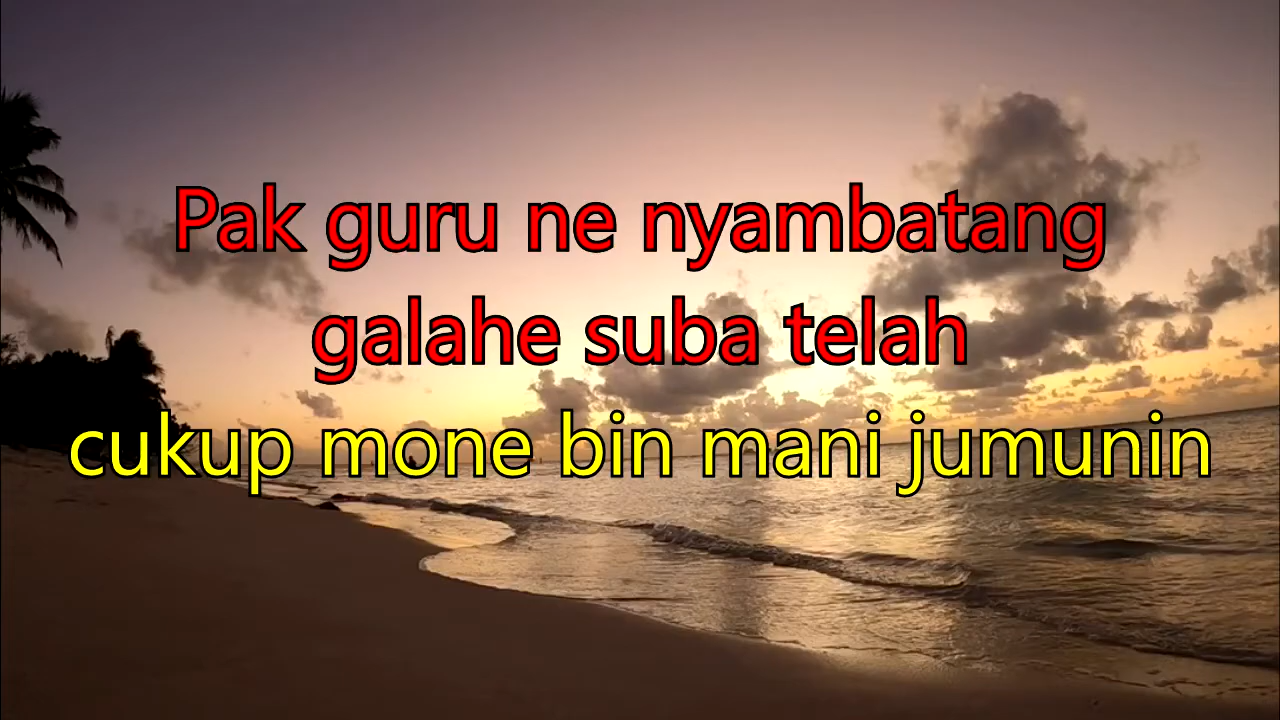 Pak guru ne nyambatang
galahe suba telah
cukup mone bin mani jumunin